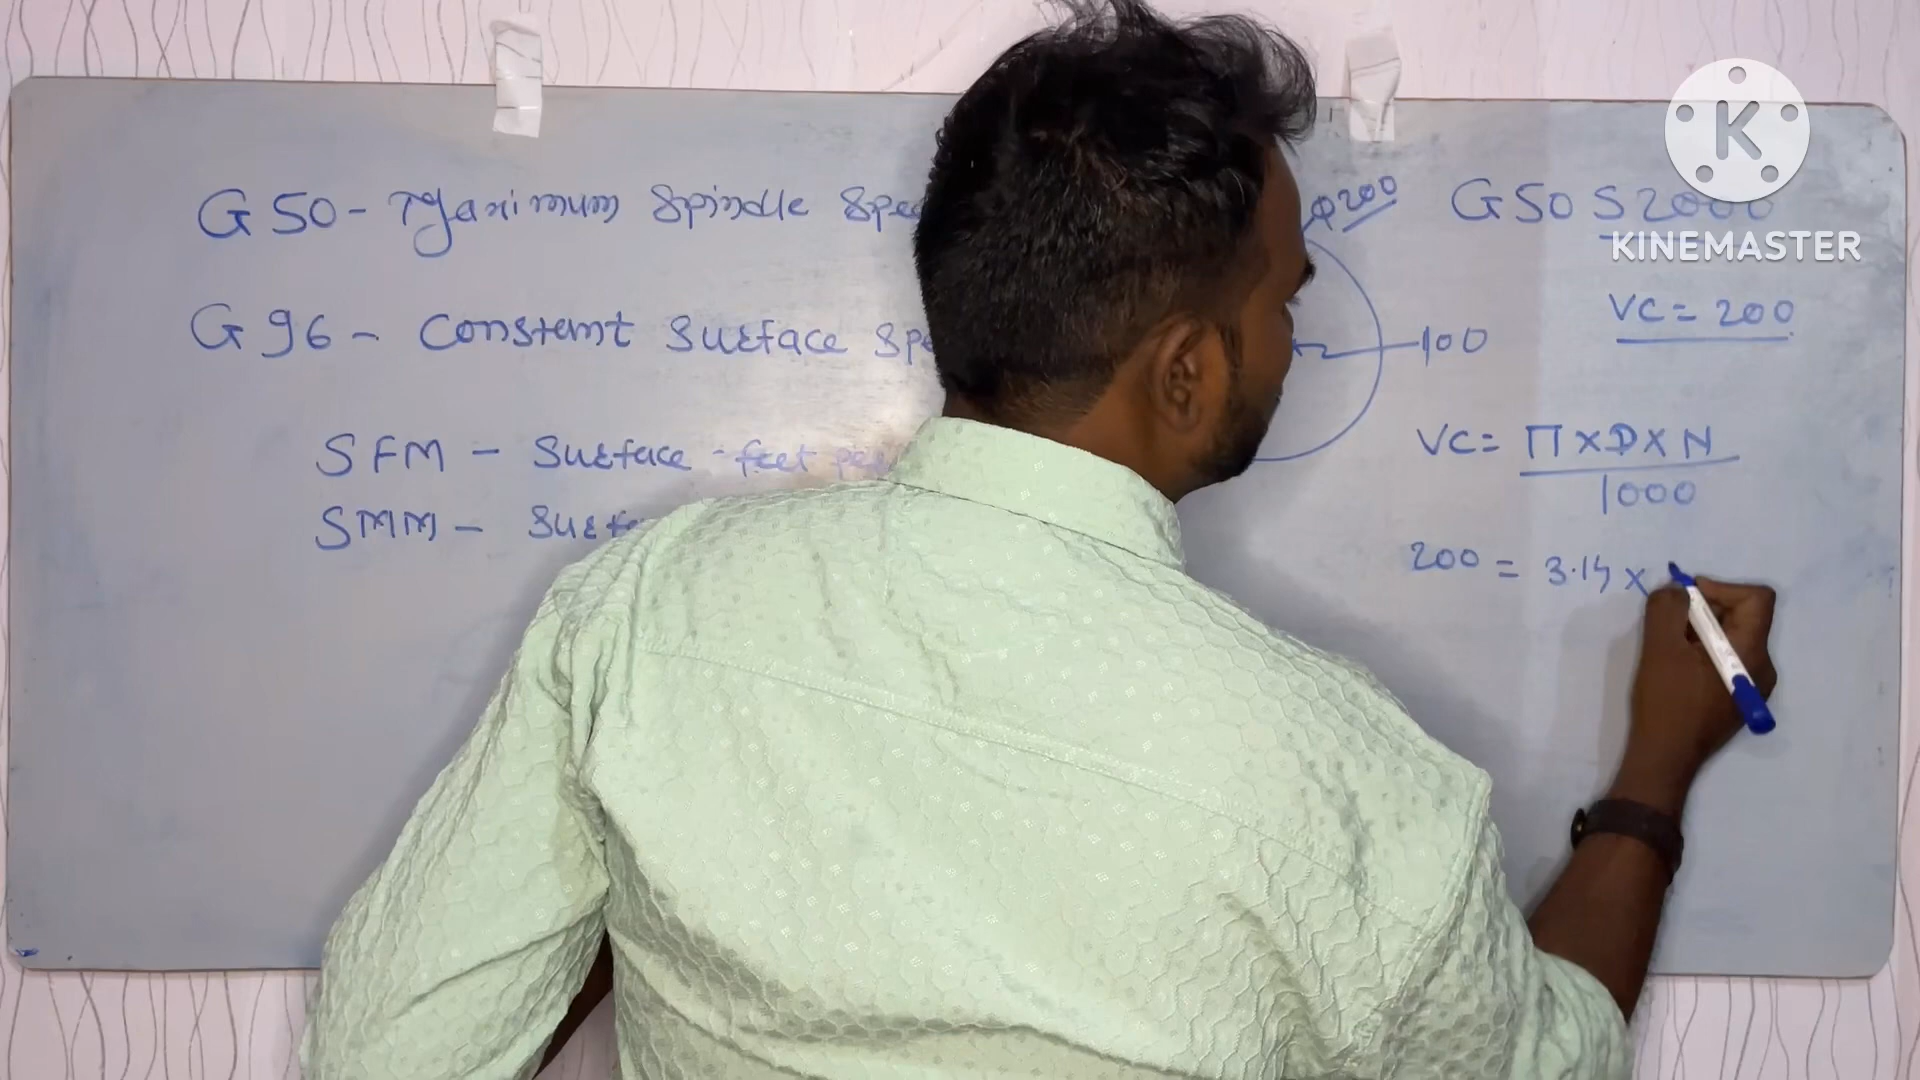 G50 - Maximum Spindle Spe
G96 - Constant Surface Spe
SFM - Surface feet per
SMM - Surfa
φ200
100
G50 S2000
VC = 200
VC = π x D x N
1000
200 = 3.14 x
K
KINEMASTER